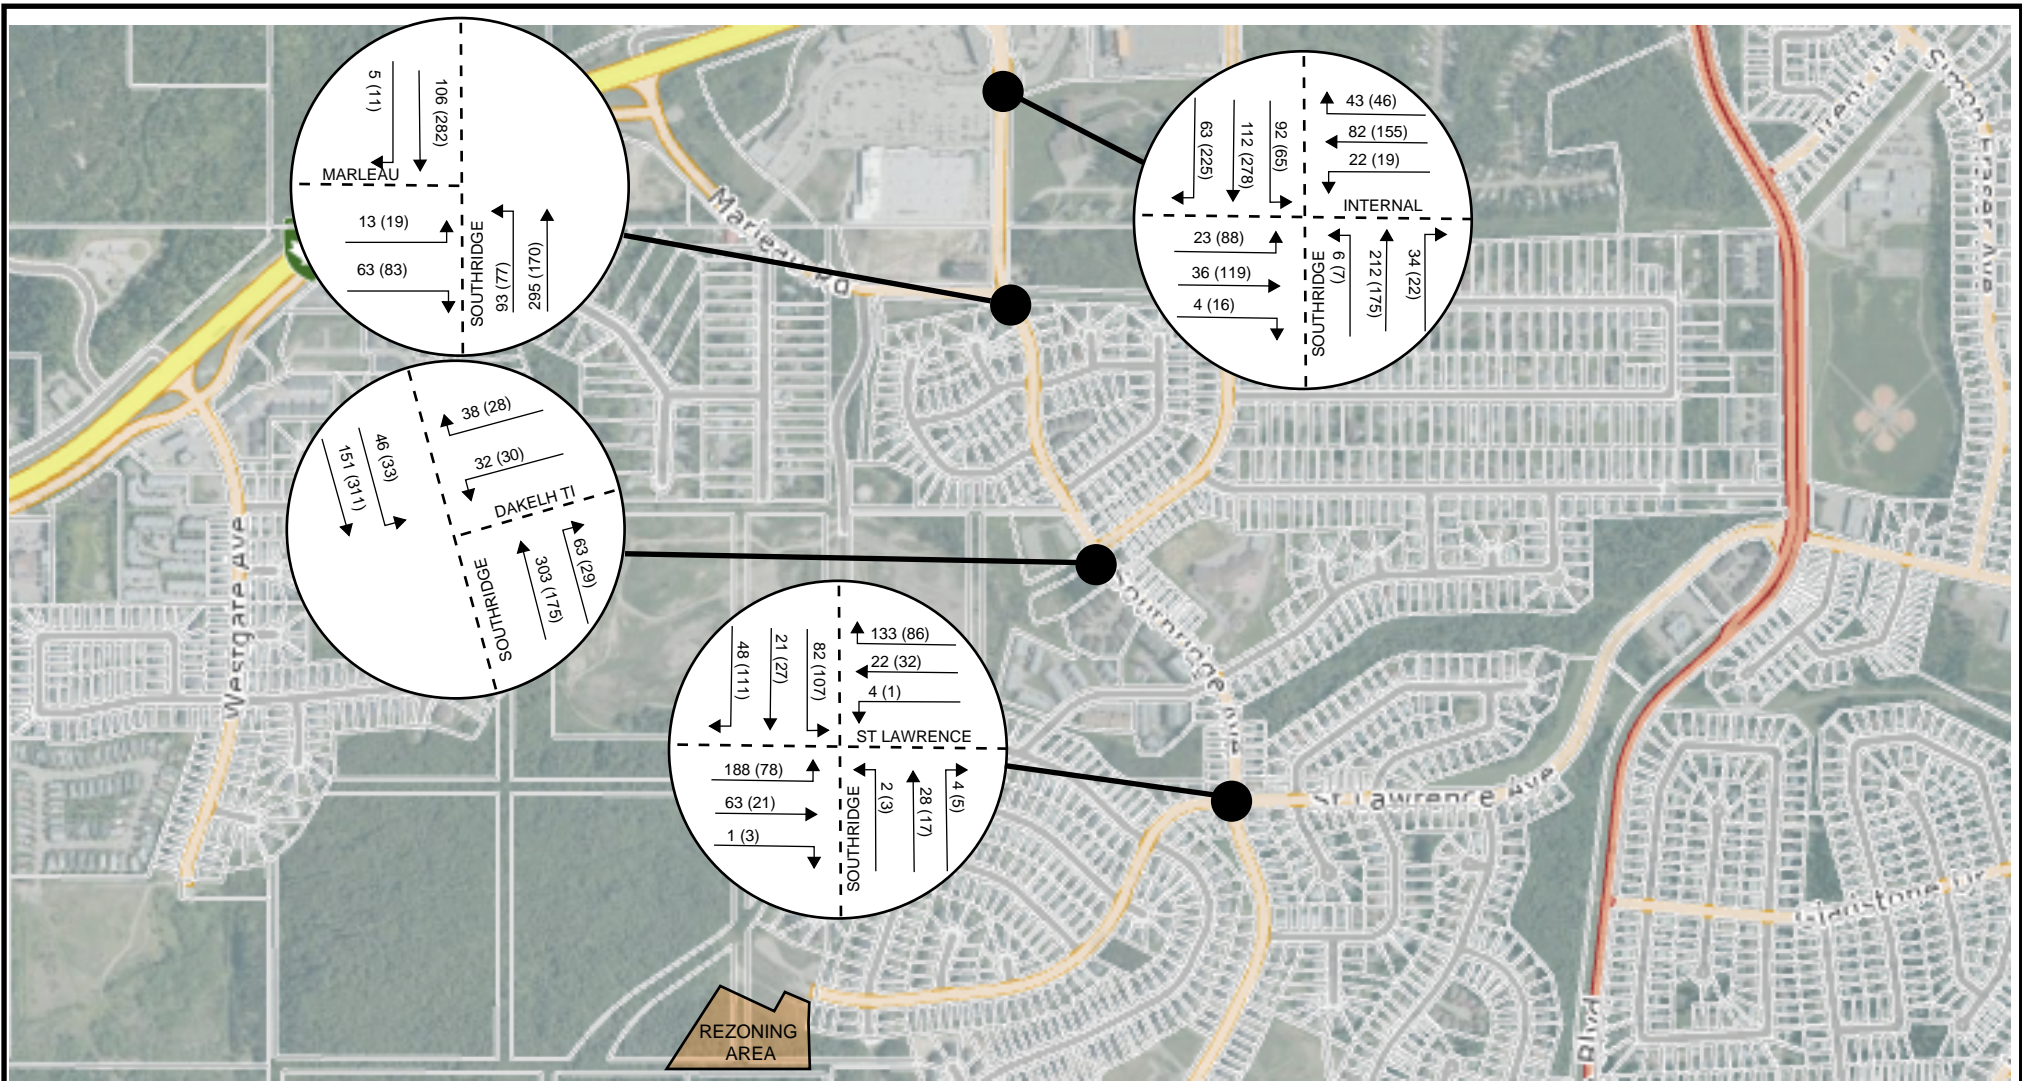 5 (11)
106 (282)
MARLEAU
13 (19)
63 (83)
SOUTHRIDGE
93 (77)
295 (170)
63 (225)
112 (278)
92 (65)
43 (46)
82 (155)
22 (19)
INTERNAL
23 (88)
36 (119)
4 (16)
SOUTHRIDGE
9 (7)
212 (175)
34 (22)
151 (311)
46 (33)
38 (28)
32 (30)
DAKELH TI
SOUTHRIDGE
303 (175)
63 (29)
48 (111)
21 (27)
82 (107)
133 (86)
22 (32)
4 (1)
ST LAWRENCE
188 (78)
63 (21)
1 (3)
SOUTHRIDGE
2 (3)
28 (17)
4 (5)
Marleau Rd
Westgate Ave
Southridge Ave
St Lawrence Ave
Simon Fraser Ave
Glenstone Dr
Blvd
REZONING
AREA